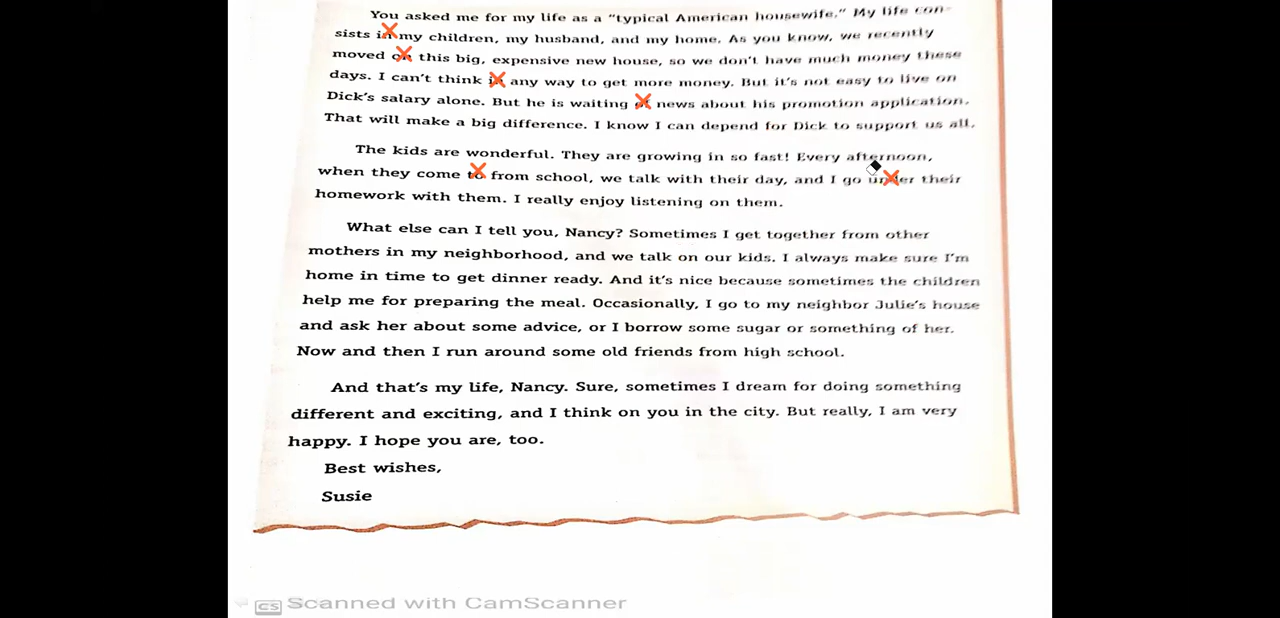 You asked me for my life as a "typical American housewife." My life con-
sists in my children, my husband, and my home. As you know, we recently
moved on this big, expensive new house, so we don't have much money these
days. I can't think in any way to get more money. But it's not easy to live on
Dick's salary alone. But he is waiting of news about his promotion application.
That will make a big difference. I know I can depend for Dick to support us all.
The kids are wonderful. They are growing in so fast! Every afternoon,
when they come to from school, we talk with their day, and I go under their
homework with them. I really enjoy listening on them.
What else can I tell you, Nancy? Sometimes I get together from other
mothers in my neighborhood, and we talk on our kids. I always make sure I'm
home in time to get dinner ready. And it's nice because sometimes the children
help me for preparing the meal. Occasionally, I go to my neighbor Julie's house
and ask her about some advice, or I borrow some sugar or something of her.
Now and then I run around some old friends from high school.
And that's my life, Nancy. Sure, sometimes I dream for doing something
different and exciting, and I think on you in the city. But really, I am very
happy. I hope you are, too.
Best wishes,
Susie
CS Scanned with CamScanner